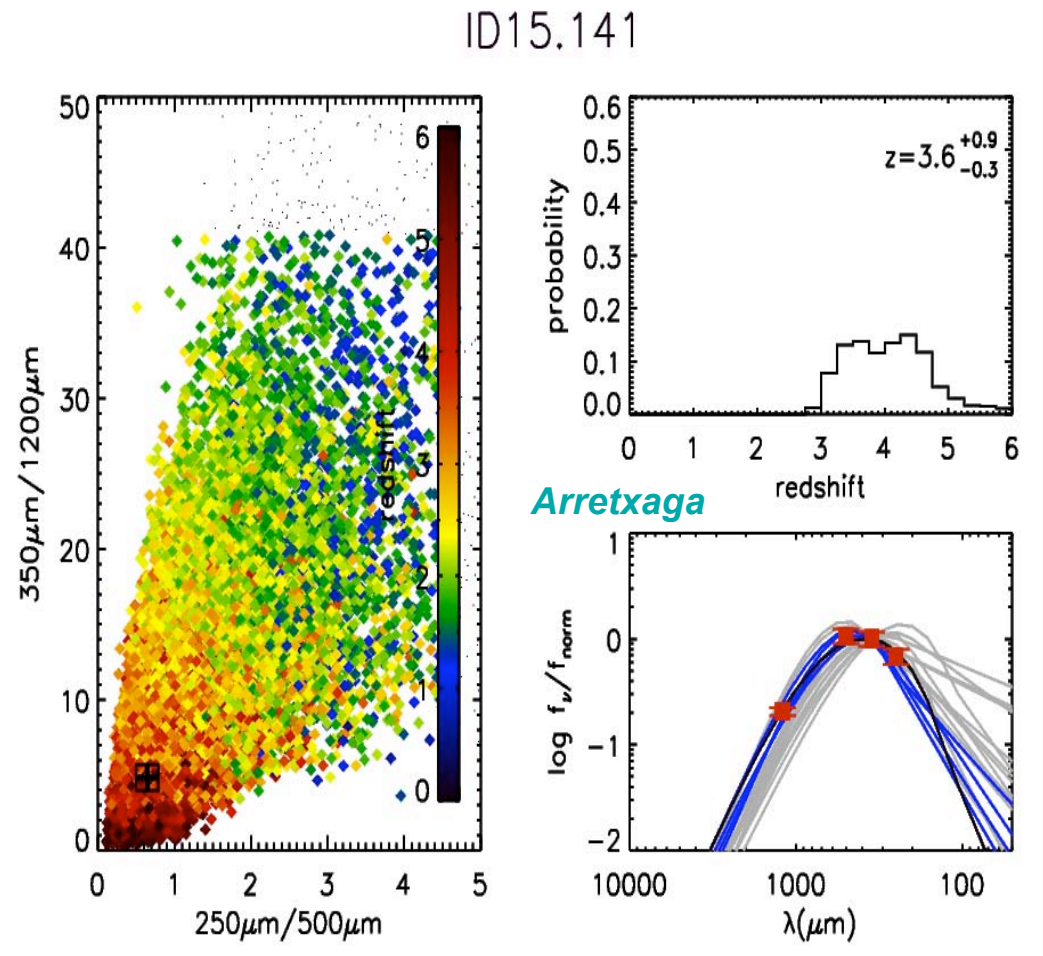 ID15.141
50
40
30
20
10
0
350μm/1200μm
0 1 2 3 4 5
250μm/500μm
6
5
4
3
2
1
0
redshift
0.6
0.5
0.4
0.3
0.2
0.1
0.0
probability
z=3.6 +0.9 -0.3
0 1 2 3 4 5 6
redshift
Arretxaga
1
0
-1
-2
log fν/fnorm
10000 1000 100
λ(μm)